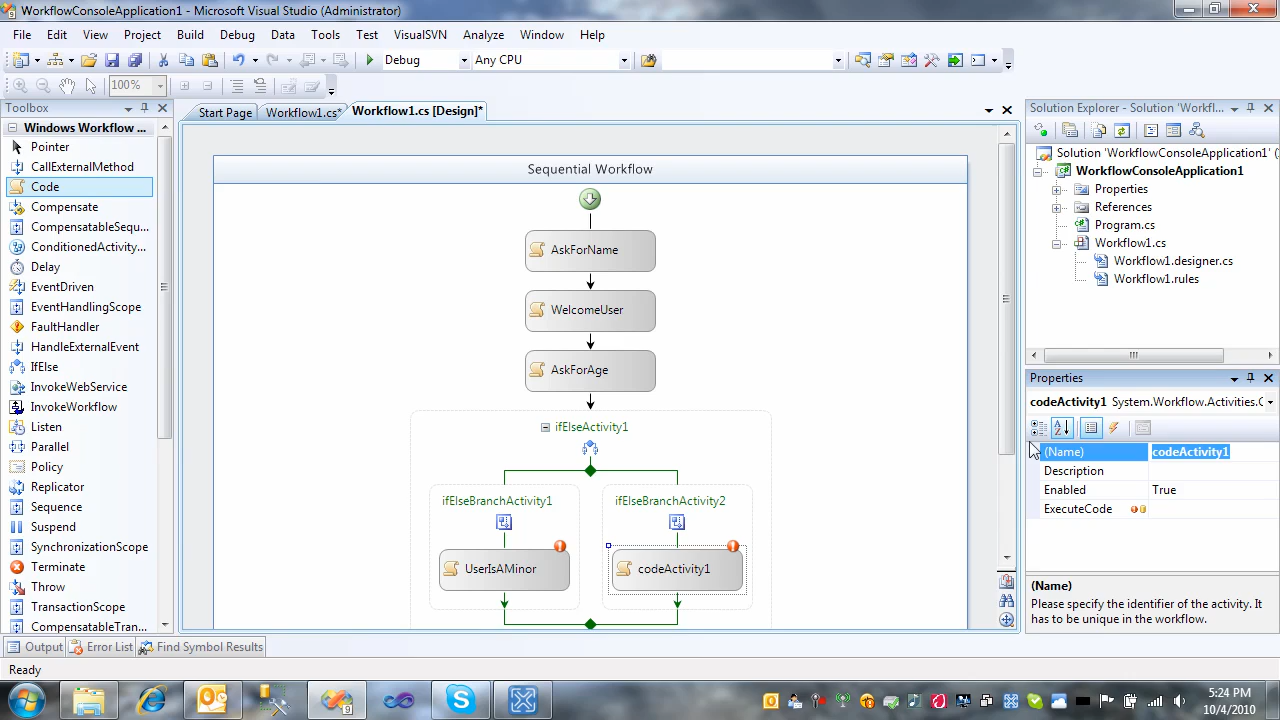 WorkflowConsoleApplication1 - Microsoft Visual Studio (Administrator)
File Edit View Project Build Debug Data Tools Test VisualSVN Analyze Window Help
Debug Any CPU
100%
Toolbox
Windows Workflow ...
Pointer
CallExternalMethod
Code
Compensate
CompensatableSequ...
ConditionedActivity...
Delay
EventDriven
EventHandlingScope
FaultHandler
HandleExternalEvent
IfElse
InvokeWebService
InvokeWorkflow
Listen
Parallel
Policy
Replicator
Sequence
Suspend
SynchronizationScope
Terminate
Throw
TransactionScope
CompensatableTran...
Start Page Workflow1.cs* Workflow1.cs [Design]*
Sequential Workflow
AskForName
WelcomeUser
AskForAge
ifElseActivity1
ifElseBranchActivity1 ifElseBranchActivity2
UserIsAMinor codeActivity1
Solution Explorer - Solution 'Workfl...
Solution 'WorkflowConsoleApplication1' (
WorkflowConsoleApplication1
Properties
References
Program.cs
Workflow1.cs
Workflow1.designer.cs
Workflow1.rules
Properties
codeActivity1 System.Workflow.Activities.C
(Name) codeActivity1
Description
Enabled True
ExecuteCode
(Name)
Please specify the identifier of the activity. It
has to be unique in the workflow.
Output Error List Find Symbol Results
Ready
5:24 PM
10/4/2010